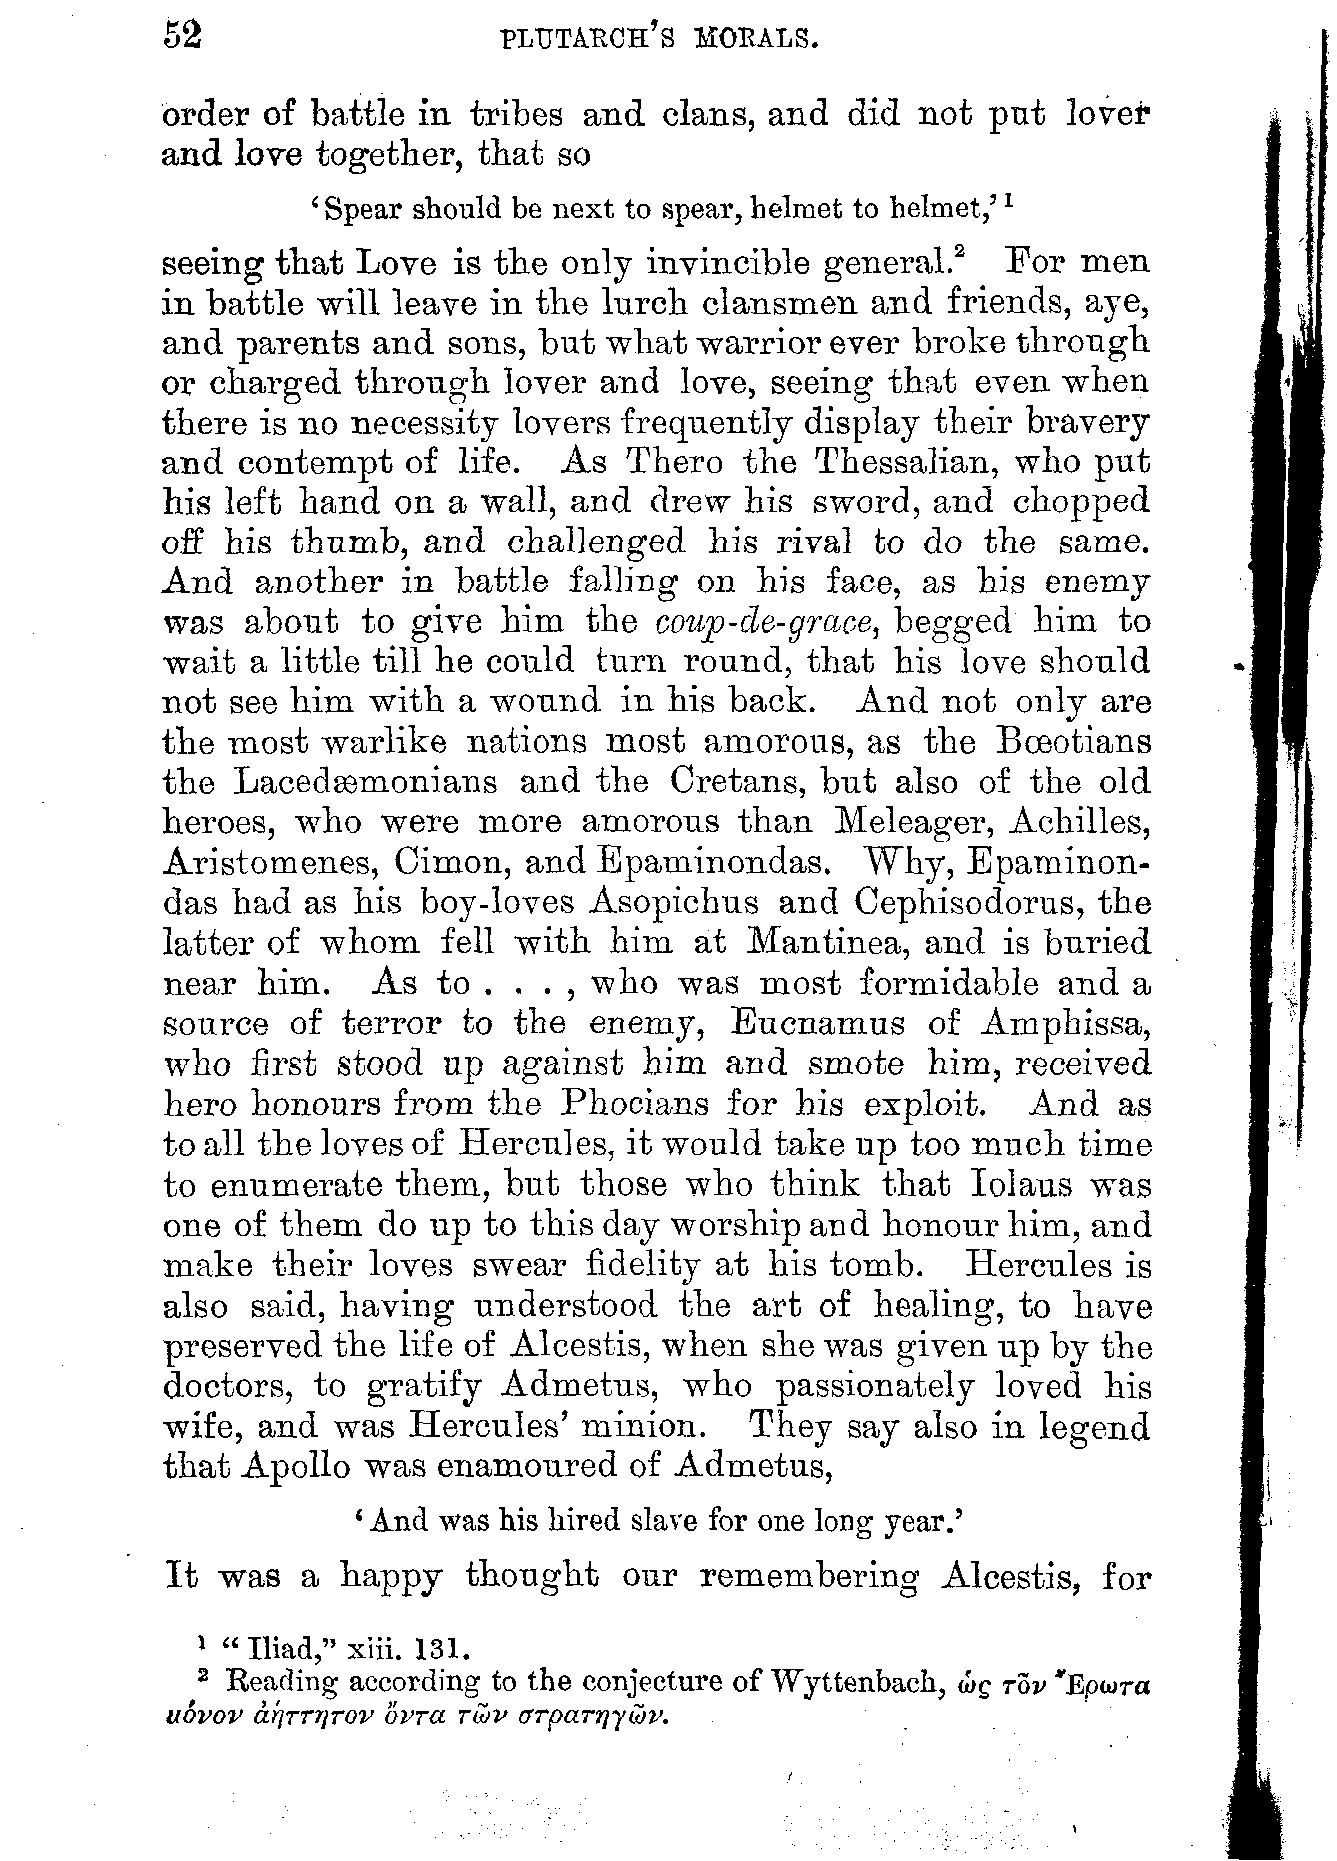 52 PLUTARCH'S MORALS.
order of battle in tribes and clans, and did not put lover
and love together, that so
‘Spear should be next to spear, helmet to helmet,’ ¹
seeing that Love is the only invincible general.² For men
in battle will leave in the lurch clansmen and friends, aye,
and parents and sons, but what warrior ever broke through
or charged through lover and love, seeing that even when
there is no necessity lovers frequently display their bravery
and contempt of life. As Thero the Thessalian, who put
his left hand on a wall, and drew his sword, and chopped
off his thumb, and challenged his rival to do the same.
And another in battle falling on his face, as his enemy
was about to give him the coup-de-grace, begged him to
wait a little till he could turn round, that his love should
not see him with a wound in his back. And not only are
the most warlike nations most amorous, as the Bœotians
the Lacedæmonians and the Cretans, but also of the old
heroes, who were more amorous than Meleager, Achilles,
Aristomenes, Cimon, and Epaminondas. Why, Epaminon-
das had as his boy-loves Asopichus and Cephisodorus, the
latter of whom fell with him at Mantinea, and is buried
near him. As to . . . , who was most formidable and a
source of terror to the enemy, Eucnamus of Amphissa,
who first stood up against him and smote him, received
hero honours from the Phocians for his exploit. And as
to all the loves of Hercules, it would take up too much time
to enumerate them, but those who think that Iolaus was
one of them do up to this day worship and honour him, and
make their loves swear fidelity at his tomb. Hercules is
also said, having understood the art of healing, to have
preserved the life of Alcestis, when she was given up by the
doctors, to gratify Admetus, who passionately loved his
wife, and was Hercules’ minion. They say also in legend
that Apollo was enamoured of Admetus,
‘And was his hired slave for one long year.’
It was a happy thought our remembering Alcestis, for
¹ “Iliad,” xiii. 131.
² Reading according to the conjecture of Wyttenbach, ὡς τὸν Ἔρωτα
μόνον ἀήττητον ὄντα τῶν στρατηγῶν.